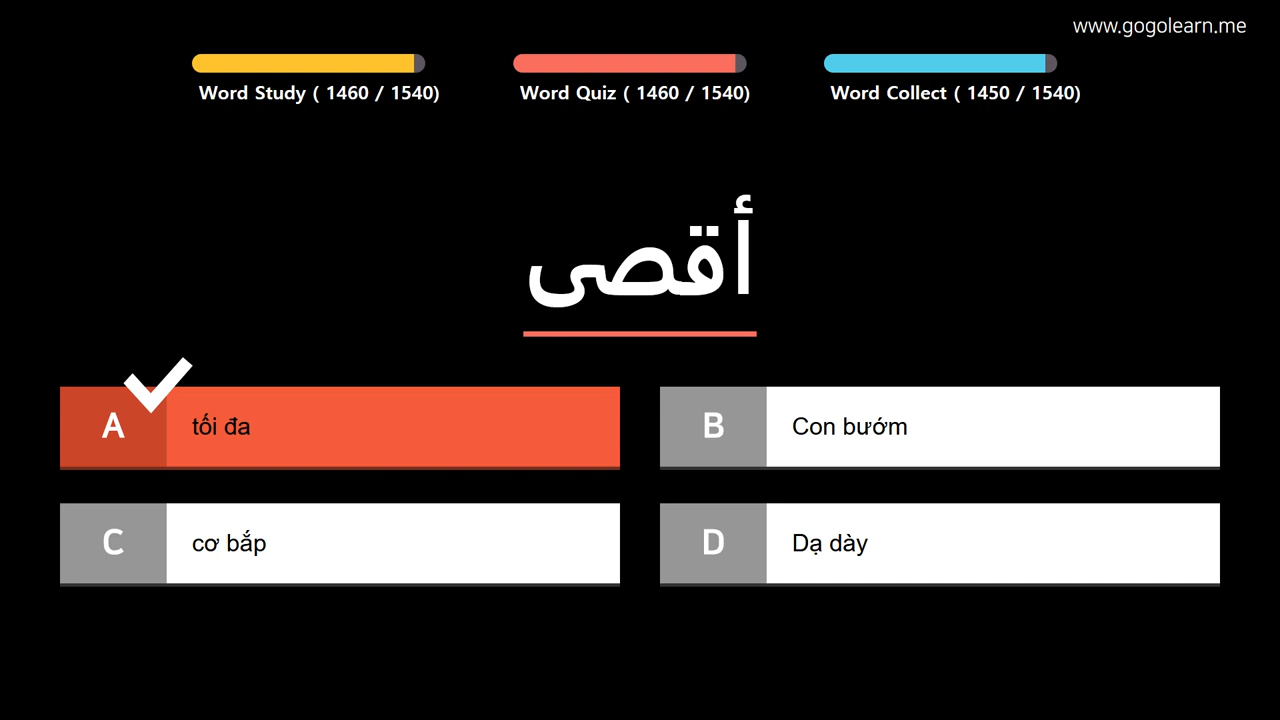 www.gogolearn.me
Word Study ( 1460 / 1540)
Word Quiz ( 1460 / 1540)
Word Collect ( 1450 / 1540)
أقصى
A tối đa
B Con bướm
C cơ bắp
D Dạ dày